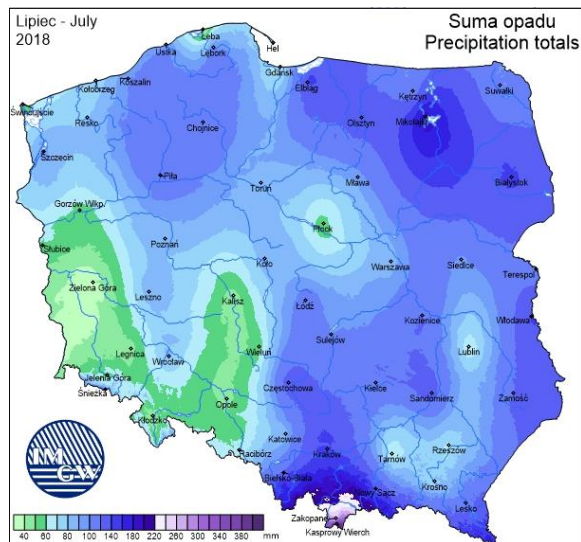 Lipiec - July
2018
Suma opadu
Precipitation totals
Łeba
Hel
Ustka
Lębork
Gdańsk
Koszalin
Kołobrzeg
Elbląg
Kętrzyn
Suwałki
Świnoujście
Resko
Chojnice
Olsztyn
Mikołajki
Szczecin
Piła
Toruń
Mława
Białystok
Gorzów Wlkp.
Płock
Słubice
Poznań
Koło
Warszawa
Siedlce
Terespol
Zielona Góra
Leszno
Kalisz
Łódź
Kozienice
Włodawa
Sulejów
Legnica
Wrocław
Wieluń
Lublin
Jelenia Góra
Śnieżka
Częstochowa
Kielce
Sandomierz
Zamość
Opole
Kłodzko
Katowice
Kraków
Racibórz
Tarnów
Rzeszów
Bielsko-Biała
Nowy Sącz
Krosno
Lesko
Zakopane
Kasprowy Wierch
IM
GW
40 60 80 100 120 140 180 200 220 260 300 340 380 mm